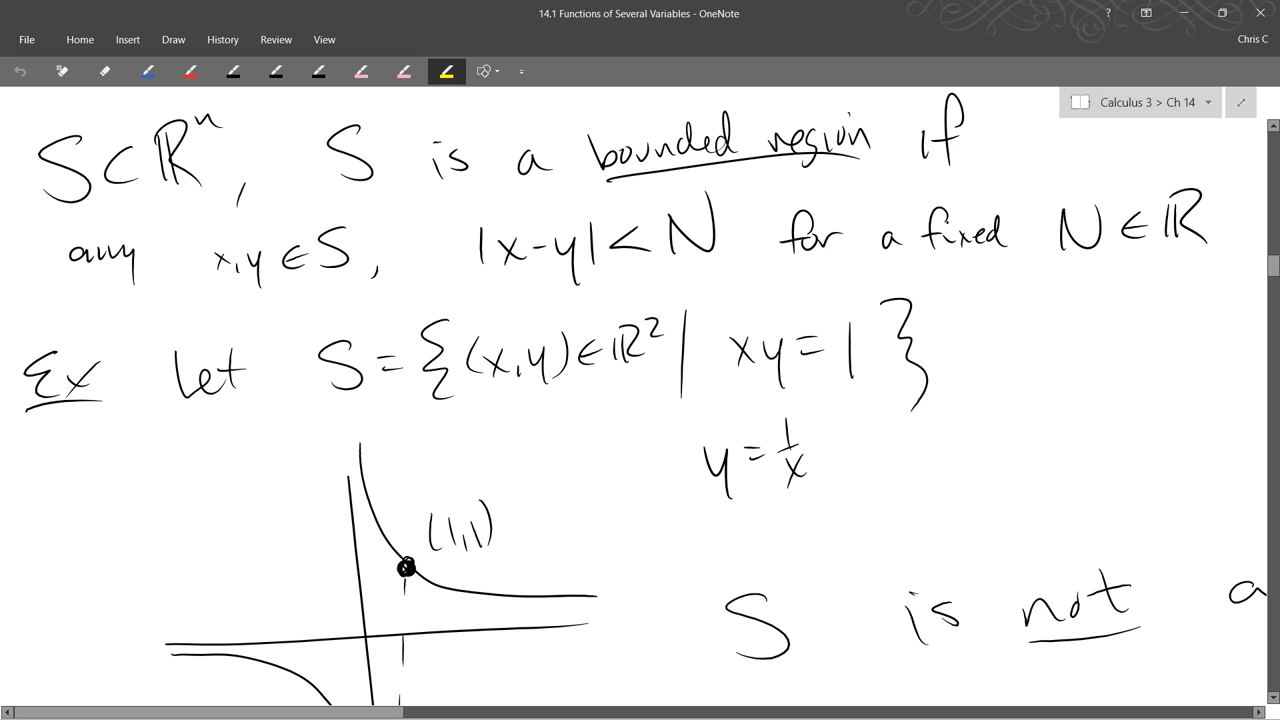 14.1 Functions of Several Variables - OneNote
File Home Insert Draw History Review View Chris C
Calculus 3 > Ch 14
S⊂ℝⁿ, S is a bounded region if
any x,y∈S, |x-y|<N for a fixed N∈ℝ
Ex Let S={(x,y)∈ℝ²| xy=1}
y=1/x
(1,1)
S is not a